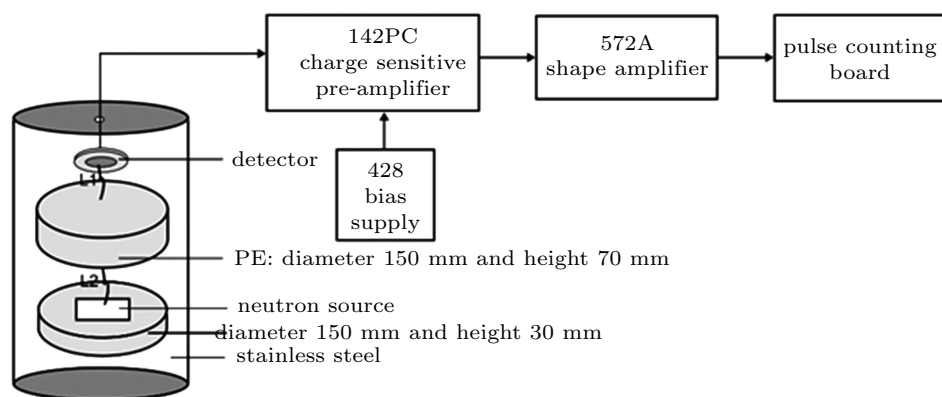 142PC
charge sensitive
pre-amplifier
572A
shape amplifier
pulse counting
board
428
bias
supply
detector
L1
PE: diameter 150 mm and height 70 mm
L2
neutron source
diameter 150 mm and height 30 mm
stainless steel